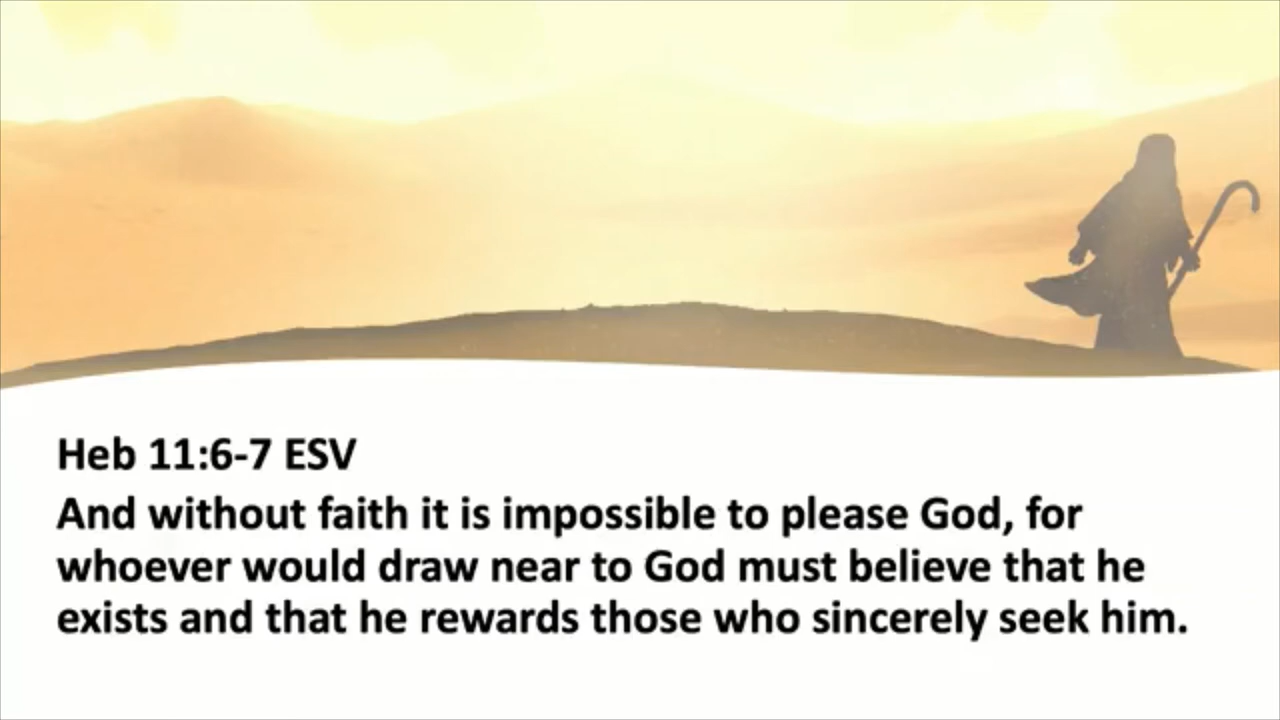 Heb 11:6-7 ESV
And without faith it is impossible to please God, for
whoever would draw near to God must believe that he
exists and that he rewards those who sincerely seek him.